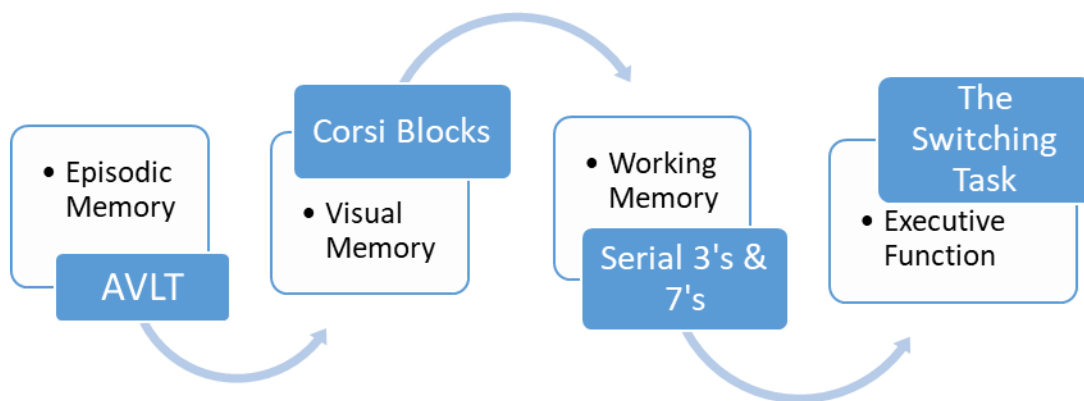 • Episodic
Memory
AVLT
Corsi Blocks
• Visual
Memory
• Working
Memory
Serial 3's &
7's
The
Switching
Task
• Executive
Function